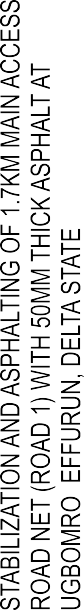 STABILIZATION AND ASPHALTING OF 1.7KM MAIN ACCESS
ROAD NET (ROAD 1) WITH 50MM THICK ASPHALT AT
UGBOMRO EFFURUN, DELTA STATE